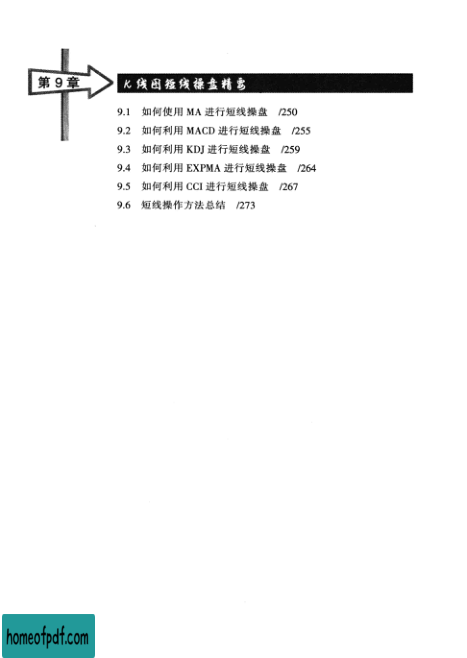 第9章
K线图短线操盘精要
9.1 如何使用 MA 进行短线操盘 /250
9.2 如何利用 MACD 进行短线操盘 /255
9.3 如何利用 KDJ 进行短线操盘 /259
9.4 如何利用 EXPMA 进行短线操盘 /264
9.5 如何利用 CCI 进行短线操盘 /267
9.6 短线操作方法总结 /273
homeofpdf.com